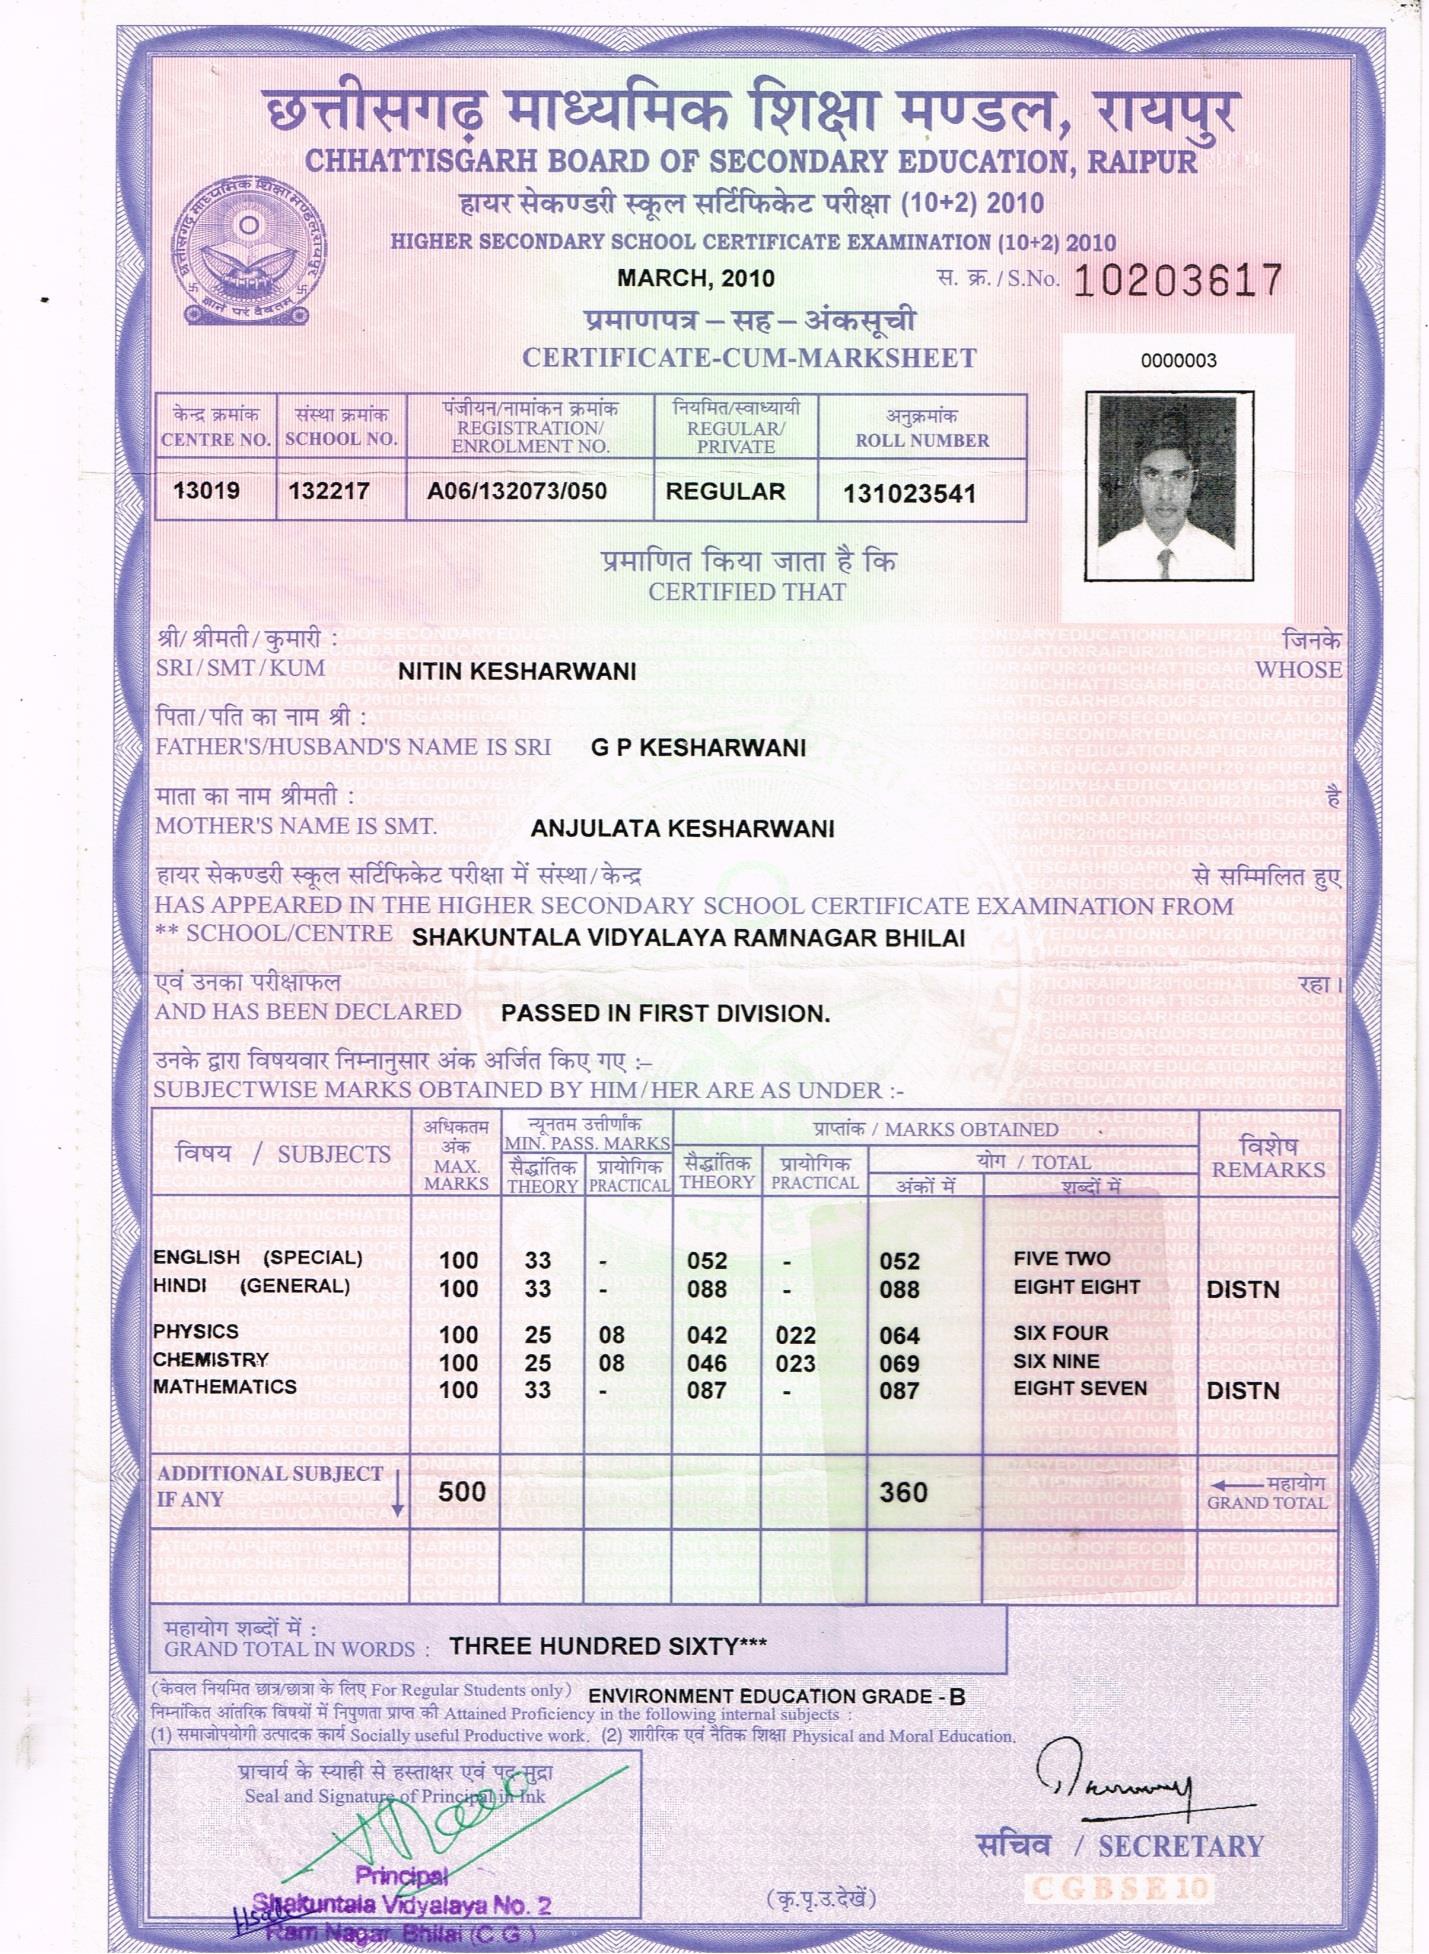 छत्तीसगढ़ माध्यमिक शिक्षा मण्डल, रायपुर
CHHATTISGARH BOARD OF SECONDARY EDUCATION, RAIPUR
हायर सेकण्डरी स्कूल सर्टिफिकेट परीक्षा (10+2) 2010
HIGHER SECONDARY SCHOOL CERTIFICATE EXAMINATION (10+2) 2010
MARCH, 2010
स. क्र. / S.No. 10203617
प्रमाणपत्र – सह – अंकसूची
CERTIFICATE-CUM-MARKSHEET
0000003
केन्द्र क्रमांक संस्था क्रमांक पंजीयन/नामांकन क्रमांक नियमित/स्वाध्यायी अनुक्रमांक
CENTRE NO. SCHOOL NO. REGISTRATION/ ENROLMENT NO. REGULAR/ PRIVATE ROLL NUMBER
13019 132217 A06/132073/050 REGULAR 131023541
प्रमाणित किया जाता है कि
CERTIFIED THAT
श्री/ श्रीमती / कुमारी : जिनके
SRI / SMT / KUM NITIN KESHARWANI WHOSE
पिता/पति का नाम श्री :
FATHER'S/HUSBAND'S NAME IS SRI G P KESHARWANI
माता का नाम श्रीमती : है
MOTHER'S NAME IS SMT. ANJULATA KESHARWANI
हायर सेकण्डरी स्कूल सर्टिफिकेट परीक्षा में संस्था/केन्द्र से सम्मिलित हुए
HAS APPEARED IN THE HIGHER SECONDARY SCHOOL CERTIFICATE EXAMINATION FROM
** SCHOOL/CENTRE SHAKUNTALA VIDYALAYA RAMNAGAR BHILAI
एवं उनका परीक्षाफल रहा।
AND HAS BEEN DECLARED PASSED IN FIRST DIVISION.
उनके द्वारा विषयवार निम्नानुसार अंक अर्जित किए गए :–
SUBJECTWISE MARKS OBTAINED BY HIM/HER ARE AS UNDER :-
विषय / SUBJECTS अधिकतम अंक MAX. MARKS न्यूनतम उत्तीर्णांक MIN. PASS. MARKS प्राप्तांक / MARKS OBTAINED विशेष REMARKS
सैद्धांतिक THEORY प्रायोगिक PRACTICAL सैद्धांतिक THEORY प्रायोगिक PRACTICAL योग / TOTAL
अंकों में शब्दों में
ENGLISH (SPECIAL) 100 33 - 052 - 052 FIVE TWO
HINDI (GENERAL) 100 33 - 088 - 088 EIGHT EIGHT DISTN
PHYSICS 100 25 08 042 022 064 SIX FOUR
CHEMISTRY 100 25 08 046 023 069 SIX NINE
MATHEMATICS 100 33 - 087 - 087 EIGHT SEVEN DISTN
ADDITIONAL SUBJECT IF ANY 500 360 महायोग GRAND TOTAL
महायोग शब्दों में :
GRAND TOTAL IN WORDS : THREE HUNDRED SIXTY***
(केवल नियमित छात्र/छात्रा के लिए For Regular Students only) ENVIRONMENT EDUCATION GRADE - B
निम्नांकित आंतरिक विषयों में निपुणता प्राप्त की Attained Proficiency in the following internal subjects :
(1) समाजोपयोगी उत्पादक कार्य Socially useful Productive work. (2) शारीरिक एवं नैतिक शिक्षा Physical and Moral Education.
प्राचार्य के स्याही से हस्ताक्षर एवं पद मुद्रा
Seal and Signature of Principal in Ink
सचिव / SECRETARY
Principal
Shakuntala Vidyalaya No. 2
Ram Nagar, Bhilai (C.G.)
(कृ.पृ.उ.देखें)
CGBSE10